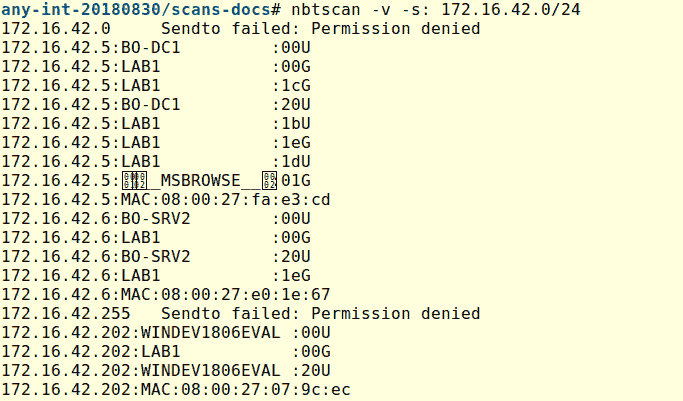 any-int-20180830/scans-docs# nbtscan -v -s: 172.16.42.0/24
172.16.42.0     Sendto failed: Permission denied
172.16.42.5:BO-DC1         :00U
172.16.42.5:LAB1           :00G
172.16.42.5:LAB1           :1cG
172.16.42.5:BO-DC1         :20U
172.16.42.5:LAB1           :1bU
172.16.42.5:LAB1           :1eG
172.16.42.5:LAB1           :1dU
172.16.42.5:__MSBROWSE__:01G
172.16.42.5:MAC:08:00:27:fa:e3:cd
172.16.42.6:BO-SRV2        :00U
172.16.42.6:LAB1           :00G
172.16.42.6:BO-SRV2        :20U
172.16.42.6:LAB1           :1eG
172.16.42.6:MAC:08:00:27:e0:1e:67
172.16.42.255   Sendto failed: Permission denied
172.16.42.202:WINDEV1806EVAL :00U
172.16.42.202:LAB1           :00G
172.16.42.202:WINDEV1806EVAL :20U
172.16.42.202:MAC:08:00:27:07:9c:ec